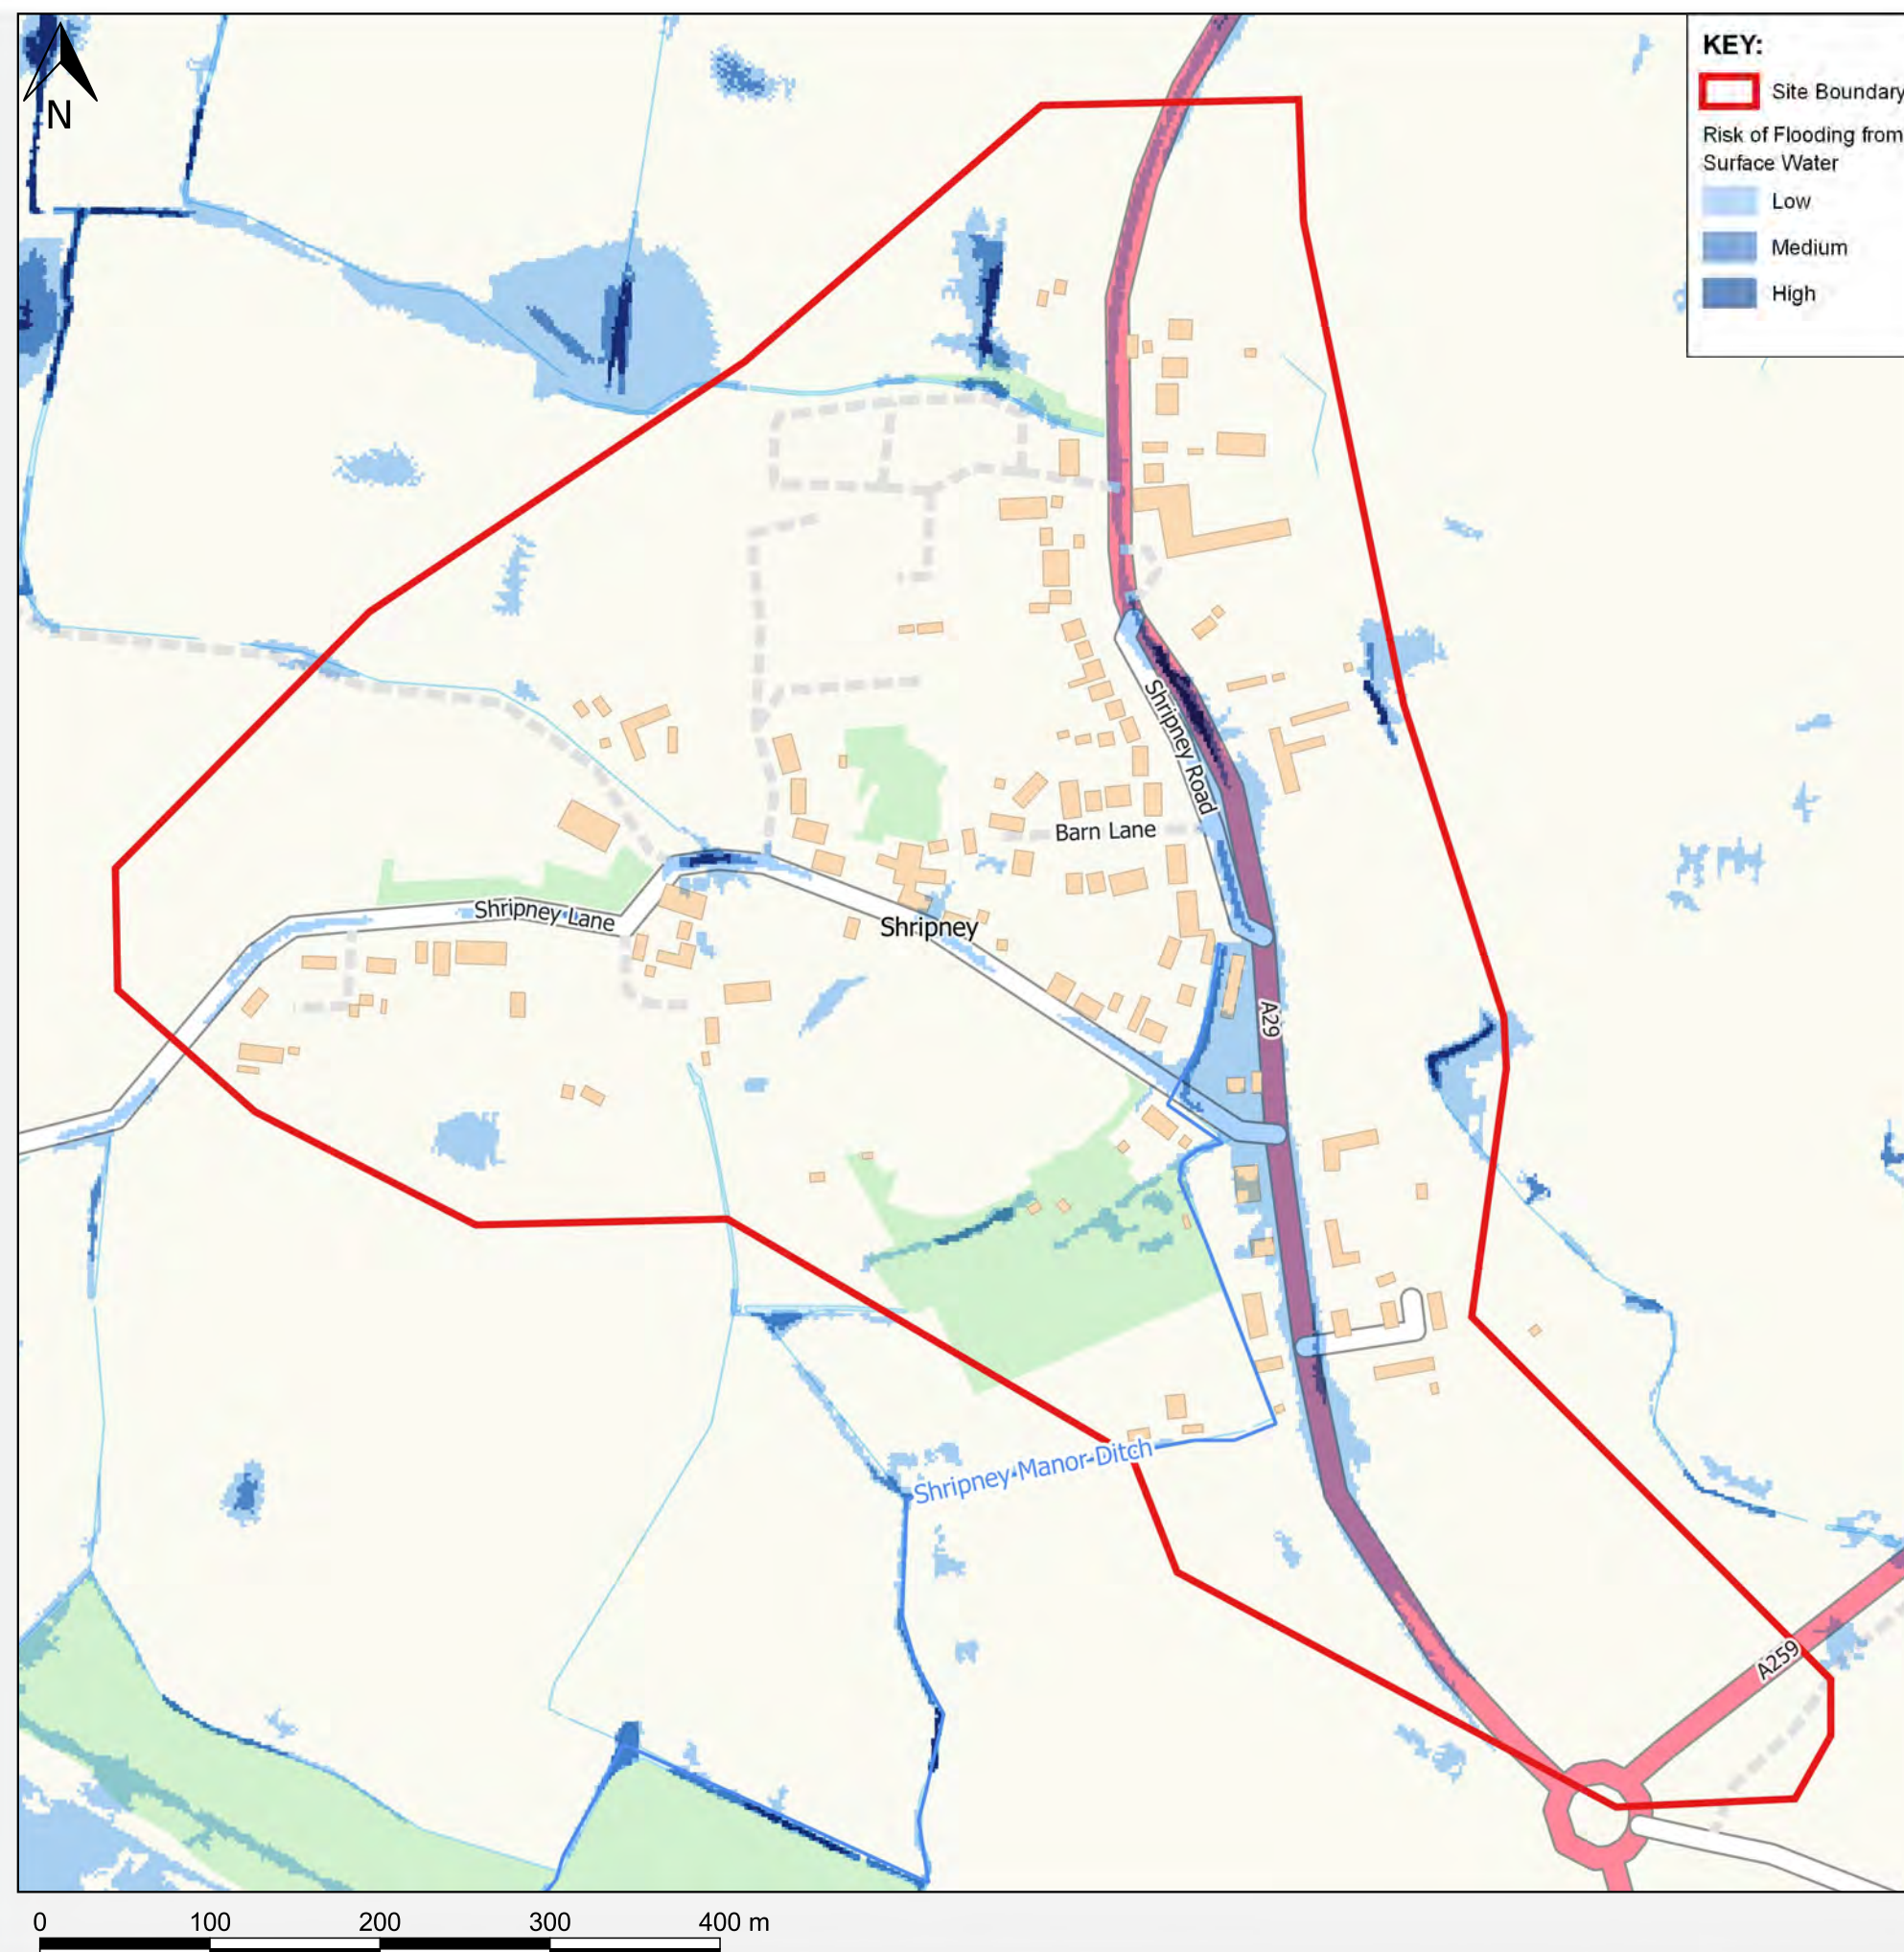 N
KEY:
Site Boundary
Risk of Flooding from
Surface Water
Low
Medium
High
Shripney Road
Barn Lane
Shripney Lane
Shripney
A29
Shripney Manor Ditch
A259
0 100 200 300 400 m